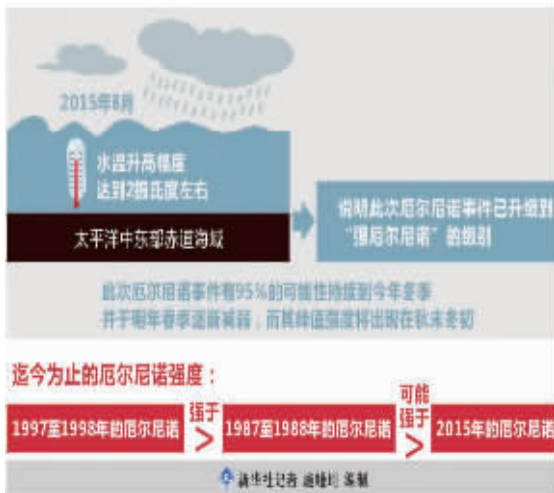 2015年8月
水温升高幅度
达到2摄氏度左右
太平洋中东部赤道海域
说明此次厄尔尼诺事件已升级到
“强厄尔尼诺”的级别
此次厄尔尼诺事件有95%的可能性持续到今年冬季
并于明年春季逐渐减弱，而其峰值强度将出现在秋末冬初
迄今为止的厄尔尼诺强度：
1997至1998年的厄尔尼诺
强于
>
1987至1988年的厄尔尼诺
可能
强于
>
2015年的厄尔尼诺
新华社记者 编制